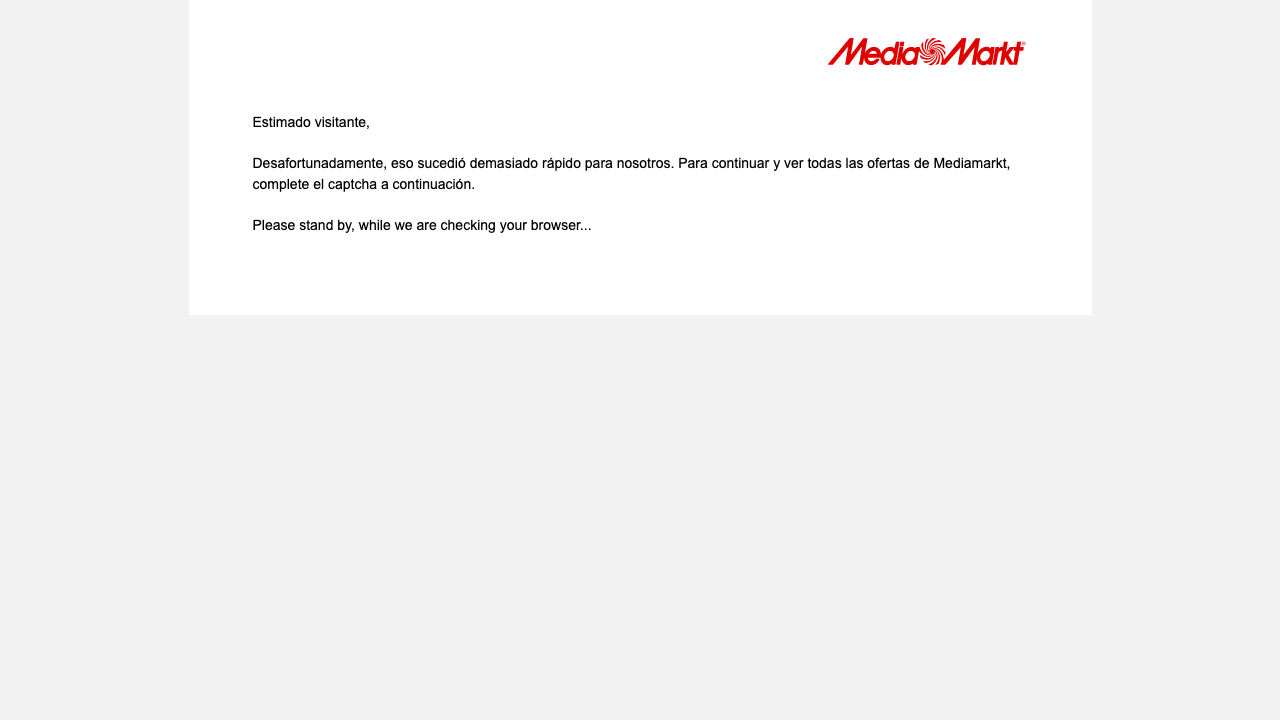 MediaMarkt®
Estimado visitante,
Desafortunadamente, eso sucedió demasiado rápido para nosotros. Para continuar y ver todas las ofertas de Mediamarkt,
complete el captcha a continuación.
Please stand by, while we are checking your browser...